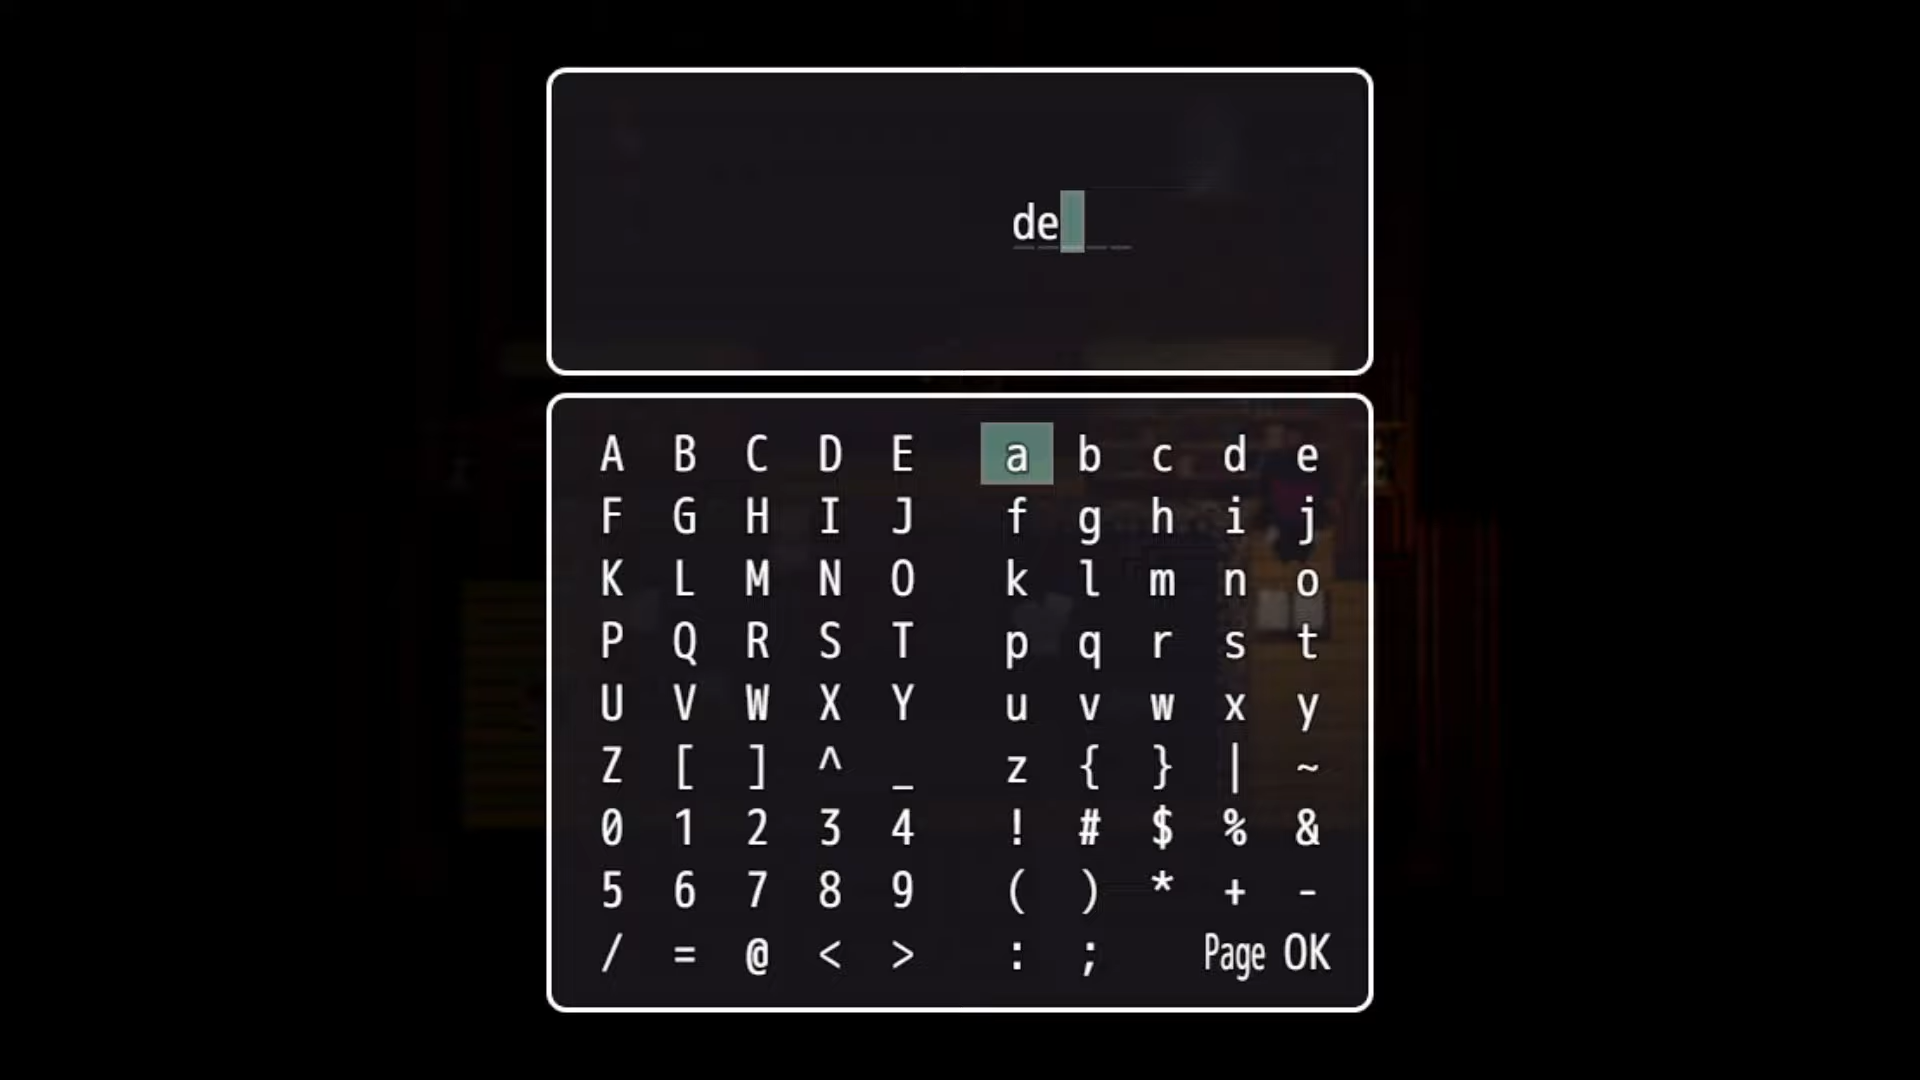 de
A B C D E a b c d e
F G H I J f g h i j
K L M N O k l m n o
P Q R S T p q r s t
U V W X Y u v w x y
Z [ ] ^ _ z { } | ~
0 1 2 3 4 ! # $ % &
5 6 7 8 9 ( ) * + -
/ = @ < > : ; Page OK